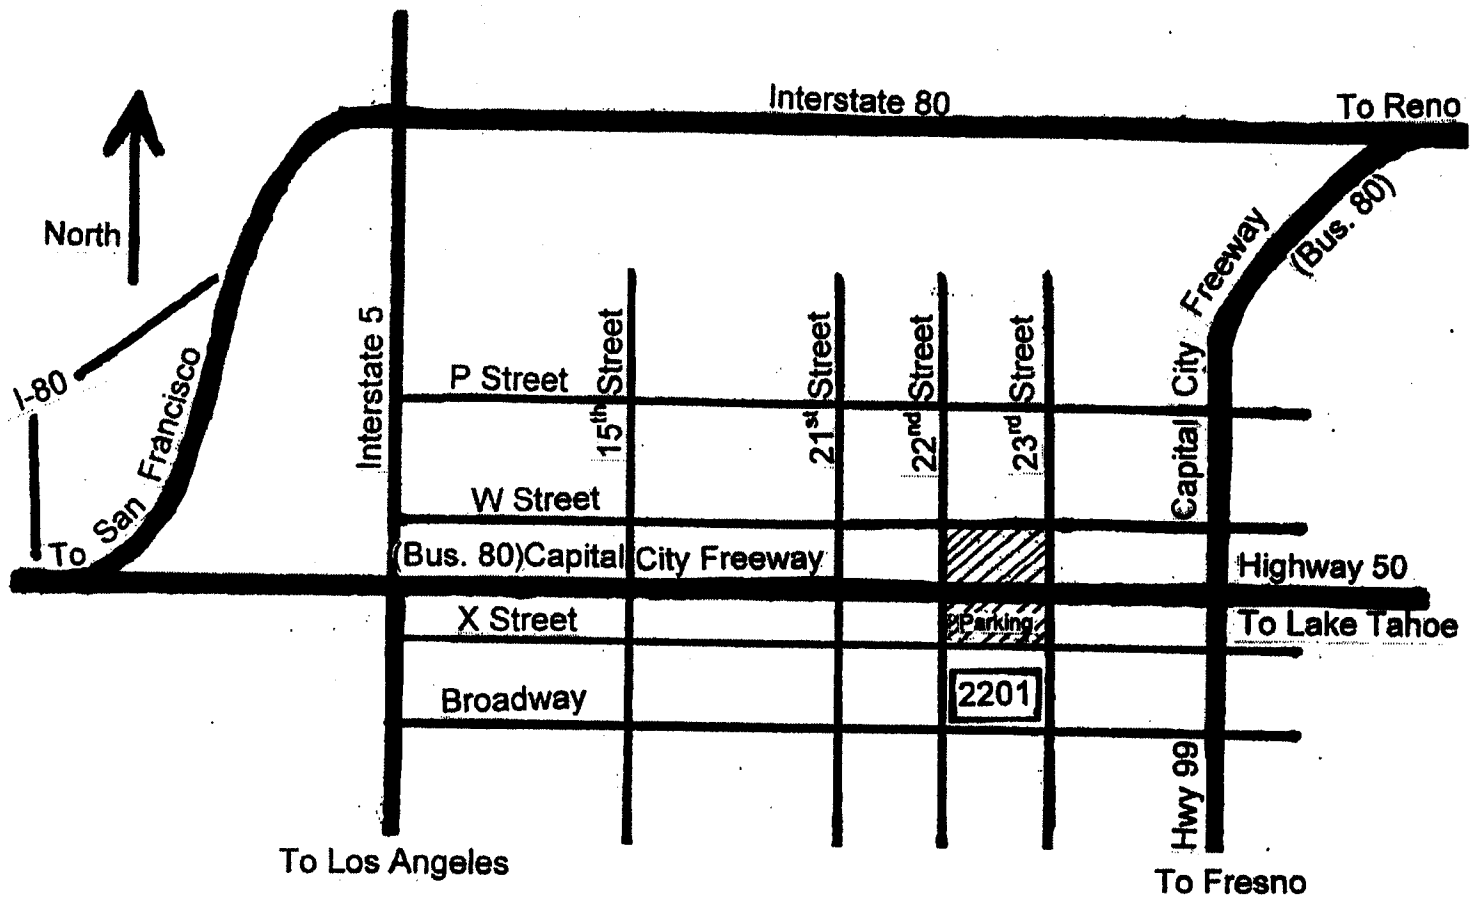 Interstate 80
To Reno
North
Capital City Freeway
(Bus. 80)
I-80
To San Francisco
Interstate 5
P Street
15th Street
21st Street
22nd Street
23rd Street
W Street
(Bus. 80)Capital City Freeway
Highway 50
X Street
Parking
To Lake Tahoe
Broadway
2201
Hwy 99
To Los Angeles
To Fresno